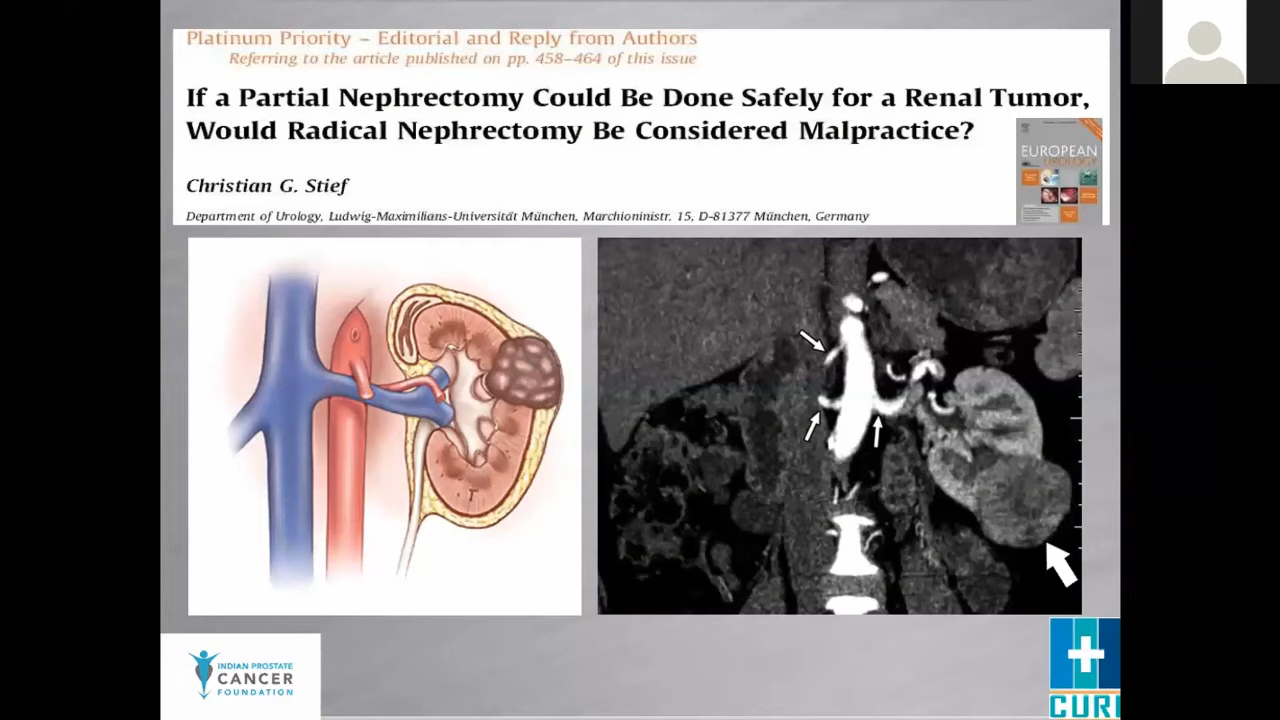 Platinum Priority – Editorial and Reply from Authors
Referring to the article published on pp. 458–464 of this issue
If a Partial Nephrectomy Could Be Done Safely for a Renal Tumor,
Would Radical Nephrectomy Be Considered Malpractice?
EUROPEAN
UROLOGY
Christian G. Stief
Department of Urology, Ludwig-Maximilians-Universität München, Marchioninistr. 15, D-81377 München, Germany
INDIAN PROSTATE
CANCER
FOUNDATION
CURI